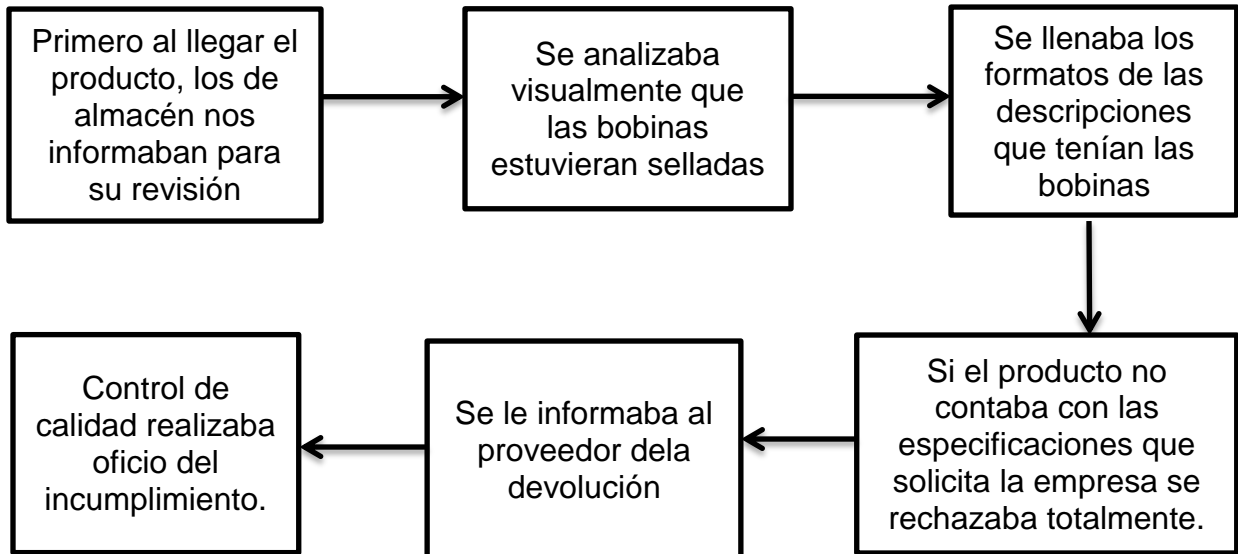 Primero al llegar el
producto, los de
almacén nos
informaban para
su revisión
Se analizaba
visualmente que
las bobinas
estuvieran selladas
Se llenaba los
formatos de las
descripciones
que tenían las
bobinas
Si el producto no
contaba con las
especificaciones que
solicita la empresa se
rechazaba totalmente.
Se le informaba al
proveedor dela
devolución
Control de
calidad realizaba
oficio del
incumplimiento.